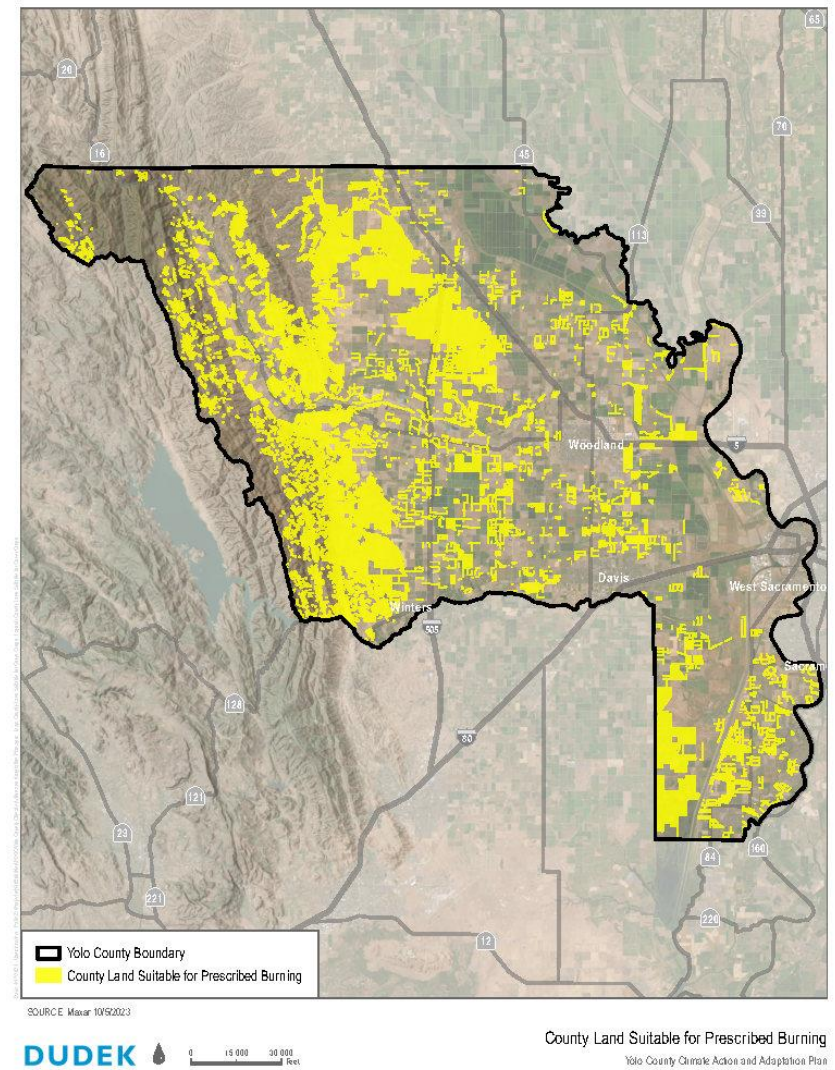 65
20
70
16
45
99
113
Woodland
5
Davis
West Sacramento
Winters
505
Sacram
128
80
121
29
84
160
221
220
12
Yolo County Boundary
County Land Suitable for Prescribed Burning
SOURCE: Maxar 10/5/2023
DUDEK
0 15,000 30,000
Feet
County Land Suitable for Prescribed Burning
Yolo County Climate Action and Adaptation Plan